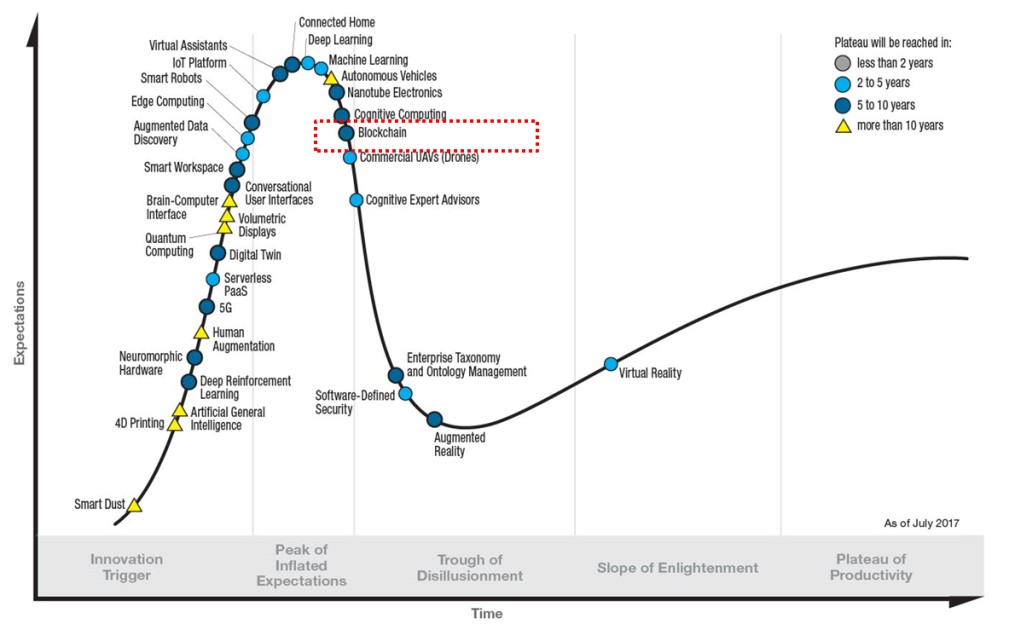 Connected Home
Deep Learning
Virtual Assistants
Machine Learning
IoT Platform
Autonomous Vehicles
Smart Robots
Nanotube Electronics
Edge Computing
Cognitive Computing
Augmented Data
Discovery
Blockchain
Commercial UAVs (Drones)
Smart Workspace
Conversational
User Interfaces
Brain-Computer
Interface
Cognitive Expert Advisors
Volumetric
Displays
Quantum
Computing
Digital Twin
Serverless
PaaS
5G
Human
Augmentation
Neuromorphic
Hardware
Deep Reinforcement
Learning
Artificial General
Intelligence
4D Printing
Smart Dust
Enterprise Taxonomy
and Ontology Management
Software-Defined
Security
Augmented
Reality
Virtual Reality
Plateau will be reached in:
less than 2 years
2 to 5 years
5 to 10 years
more than 10 years
As of July 2017
Expectations
Innovation
Trigger
Peak of
Inflated
Expectations
Trough of
Disillusionment
Slope of Enlightenment
Plateau of
Productivity
Time